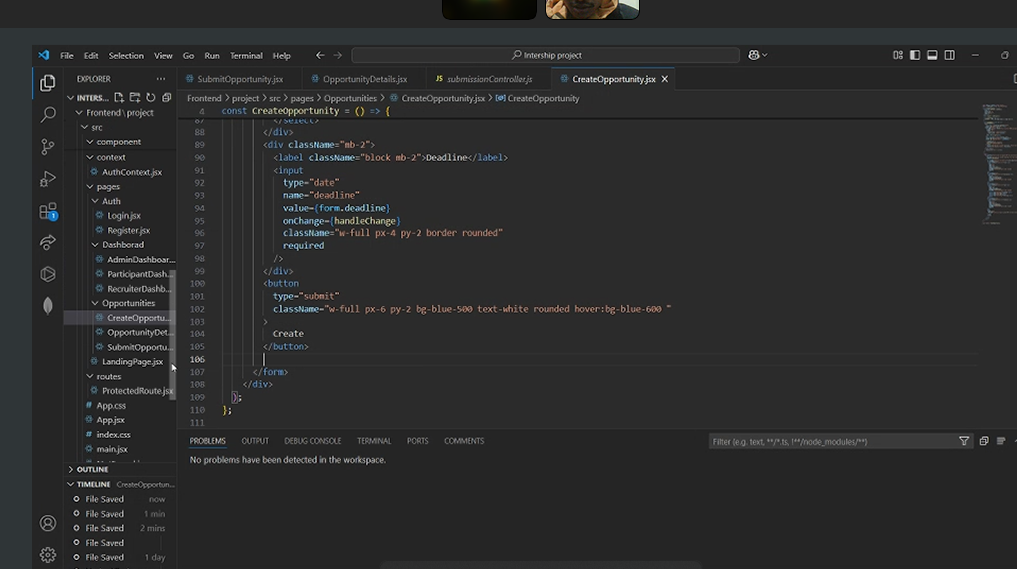 File Edit Selection View Go Run Terminal Help
Intership project
EXPLORER
SubmitOpportunity.jsx
OpportunityDetails.jsx
JS submissionController.js
CreateOpportunity.jsx
INTERS...
Frontend > project > src > pages > Opportunities > CreateOpportunity.jsx > CreateOpportunity
Frontend \ project
src
component
context
AuthContext.jsx
pages
Auth
Login.jsx
Register.jsx
Dashborad
AdminDashboar...
ParticipantDash...
RecruiterDashb...
Opportunities
CreateOpportu...
OpportunityDet...
SubmitOpportu...
LandingPage.jsx
routes
ProtectedRoute.jsx
# App.css
App.jsx
# index.css
main.jsx
OUTLINE
TIMELINE CreateOpportun...
File Saved now
File Saved 1 min
File Saved 2 mins
File Saved
File Saved 1 day
4 const CreateOpportunity = () => {
87 </select>
88 </div>
89 <div className="mb-2">
90 <label className="block mb-2">Deadline</label>
91 <input
92 type="date"
93 name="deadline"
94 value={form.deadline}
95 onChange={handleChange}
96 className="w-full px-4 py-2 border rounded"
97 required
98 />
99 </div>
100 <button
101 type="submit"
102 className="w-full px-6 py-2 bg-blue-500 text-white rounded hover:bg-blue-600 "
103 >
104 Create
105 </button>
106
107 </form>
108 </div>
109 );
110 };
111
PROBLEMS OUTPUT DEBUG CONSOLE TERMINAL PORTS COMMENTS
Filter (e.g. text, **/*.ts, !**/node_modules/**)
No problems have been detected in the workspace.
1